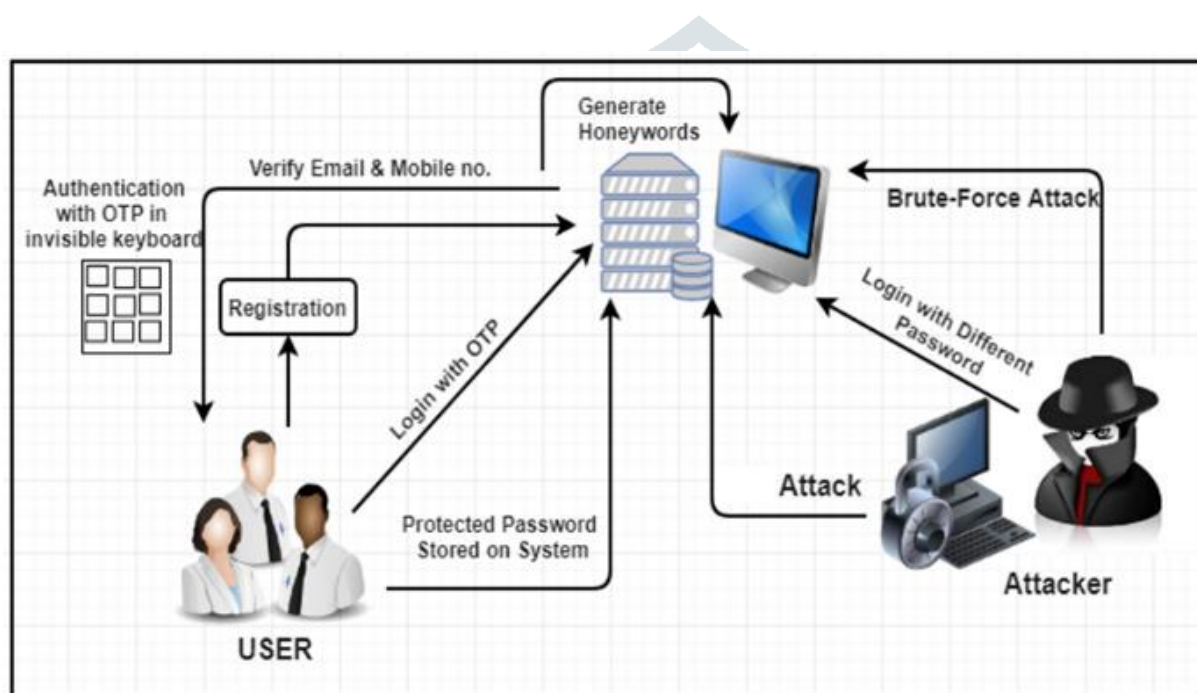 Generate
Honeywords
Verify Email & Mobile no.
Authentication
with OTP in
invisible keyboard
Brute-Force Attack
Registration
Login with Different
Password
Login with OTP
Attack
Protected Password
Stored on System
Attacker
USER